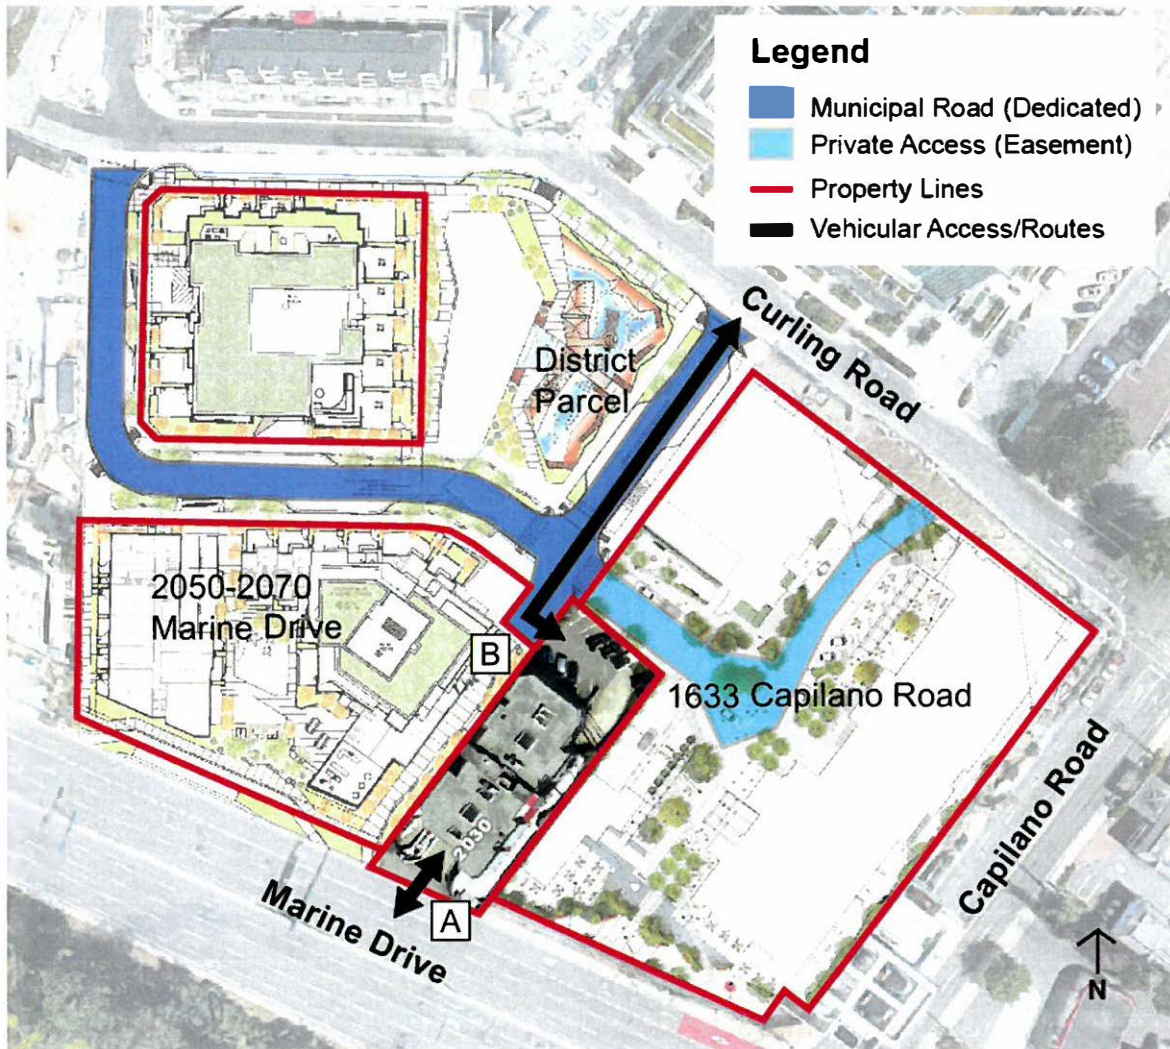 Legend
Municipal Road (Dedicated)
Private Access (Easement)
Property Lines
Vehicular Access/Routes
Curling Road
District
Parcel
2050-2070
Marine Drive
B
1633 Capilano Road
2030
Capilano Road
A
Marine Drive
N